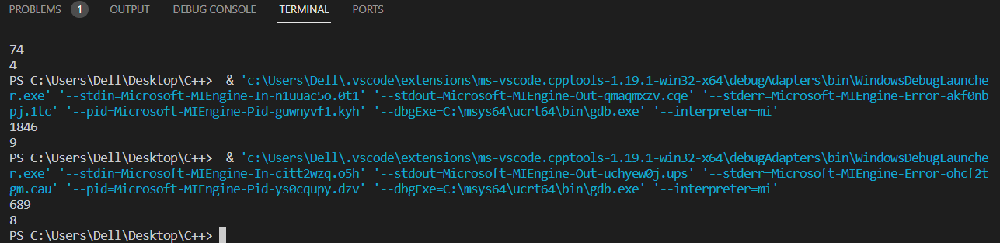 PROBLEMS 1 OUTPUT DEBUG CONSOLE TERMINAL PORTS
74
4
PS C:\Users\Dell\Desktop\C++>  & 'c:\Users\Dell\.vscode\extensions\ms-vscode.cpptools-1.19.1-win32-x64\debugAdapters\bin\WindowsDebugLaunche
r.exe' '--stdin=Microsoft-MIEngine-In-n1uuac5o.0t1' '--stdout=Microsoft-MIEngine-Out-qmaqmxzv.cqe' '--stderr=Microsoft-MIEngine-Error-akf0nb
pj.1tc' '--pid=Microsoft-MIEngine-Pid-guwnyvf1.kyh' '--dbgExe=C:\msys64\ucrt64\bin\gdb.exe' '--interpreter=mi'
1846
9
PS C:\Users\Dell\Desktop\C++>  & 'c:\Users\Dell\.vscode\extensions\ms-vscode.cpptools-1.19.1-win32-x64\debugAdapters\bin\WindowsDebugLaunche
r.exe' '--stdin=Microsoft-MIEngine-In-citt2wzq.o5h' '--stdout=Microsoft-MIEngine-Out-uchyew0j.ups' '--stderr=Microsoft-MIEngine-Error-ohcf2t
gm.cau' '--pid=Microsoft-MIEngine-Pid-ys0cqupy.dzv' '--dbgExe=C:\msys64\ucrt64\bin\gdb.exe' '--interpreter=mi'
689
8
PS C:\Users\Dell\Desktop\C++>